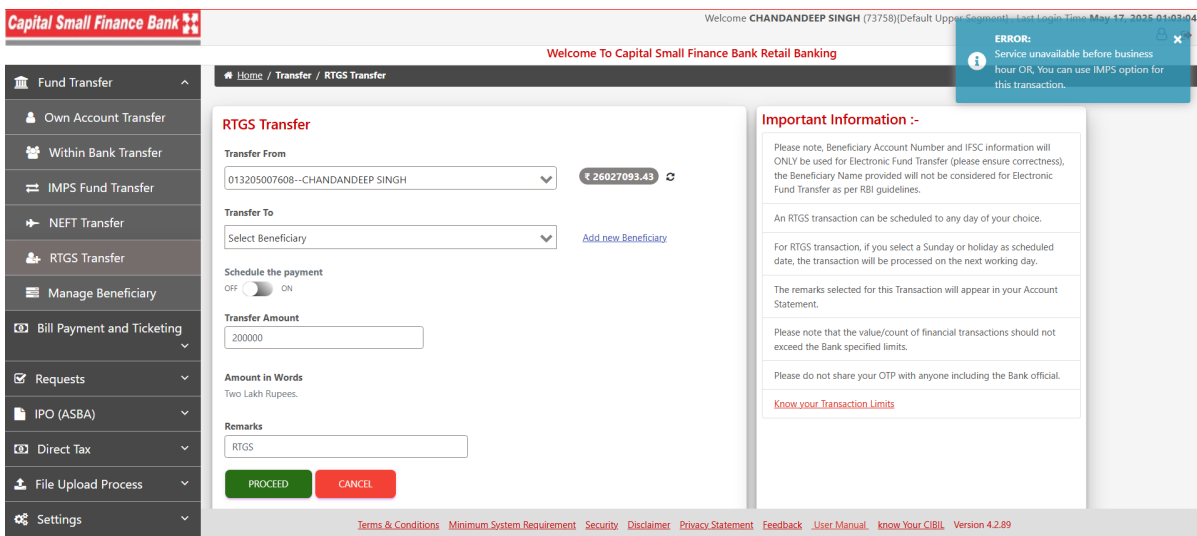 Capital Small Finance Bank
Welcome CHANDANDEEP SINGH (73758)(Default Upper Segment) Last Login Time May 17, 2025 01:03:04
Welcome To Capital Small Finance Bank Retail Banking
ERROR:
Service unavailable before business
hour OR, You can use IMPS option for
this transaction.
Home / Transfer / RTGS Transfer
Fund Transfer
Own Account Transfer
Within Bank Transfer
IMPS Fund Transfer
NEFT Transfer
RTGS Transfer
Manage Beneficiary
Bill Payment and Ticketing
Requests
IPO (ASBA)
Direct Tax
File Upload Process
Settings
RTGS Transfer
Transfer From
013205007608--CHANDANDEEP SINGH
₹ 26027093.43
Transfer To
Select Beneficiary
Add new Beneficiary
Schedule the payment
OFF ON
Transfer Amount
200000
Amount in Words
Two Lakh Rupees.
Remarks
RTGS
PROCEED CANCEL
Important Information :-
Please note, Beneficiary Account Number and IFSC information will
ONLY be used for Electronic Fund Transfer (please ensure correctness),
the Beneficiary Name provided will not be considered for Electronic
Fund Transfer as per RBI guidelines.
An RTGS transaction can be scheduled to any day of your choice.
For RTGS transaction, if you select a Sunday or holiday as scheduled
date, the transaction will be processed on the next working day.
The remarks selected for this Transaction will appear in your Account
Statement.
Please note that the value/count of financial transactions should not
exceed the Bank specified limits.
Please do not share your OTP with anyone including the Bank official.
Know your Transaction Limits
Terms & Conditions Minimum System Requirement Security Disclaimer Privacy Statement Feedback User Manual know Your CIBIL Version 4.2.89